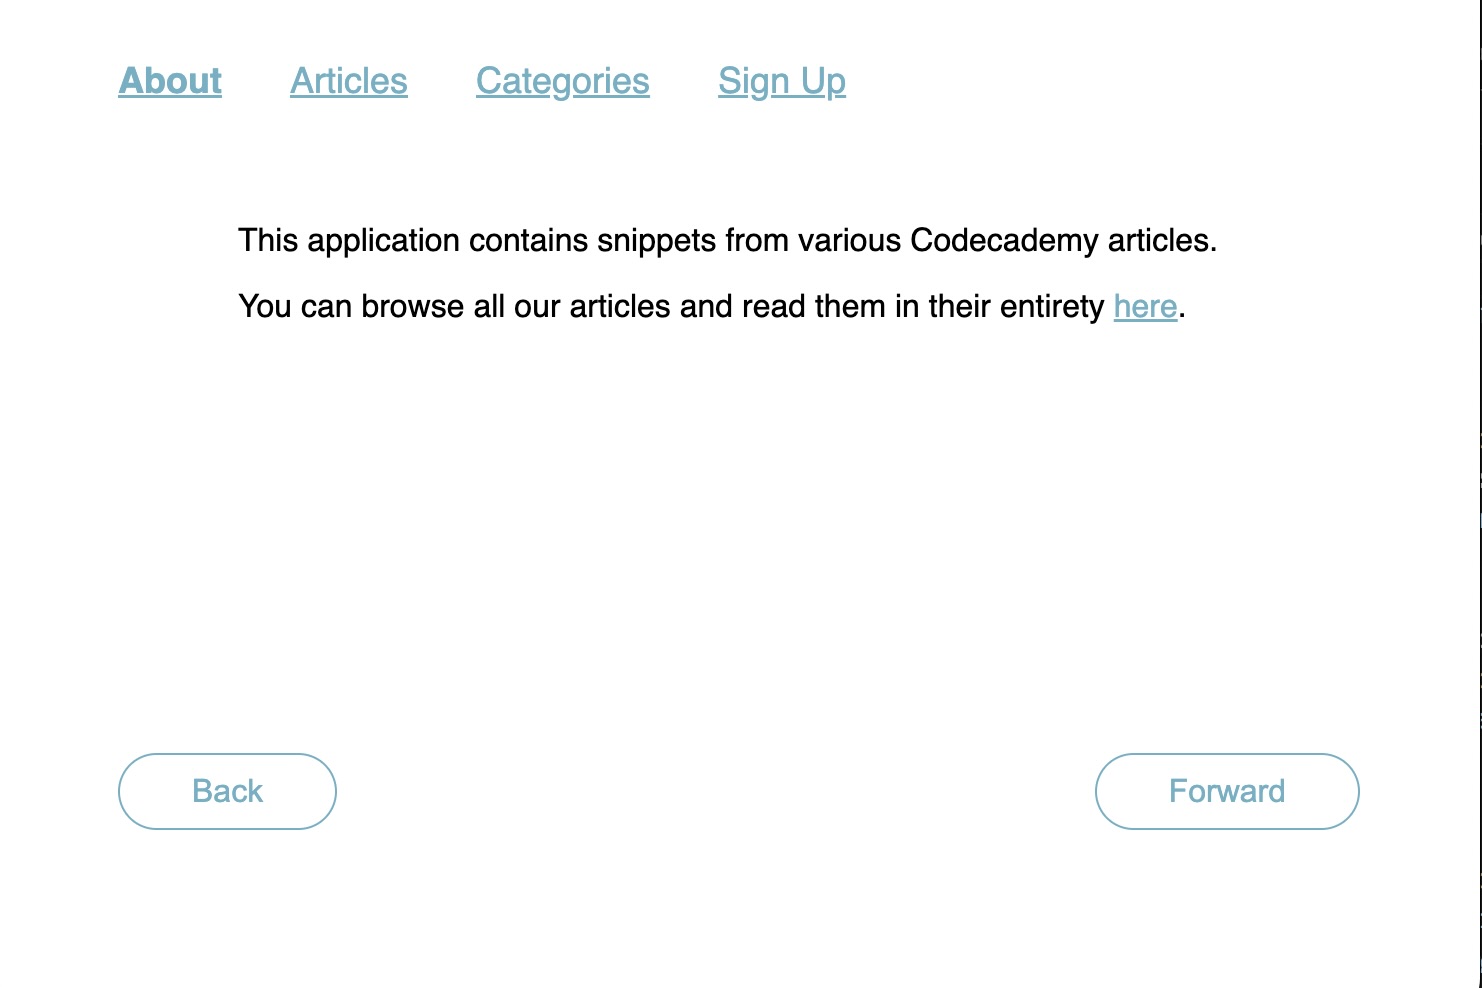 About Articles Categories Sign Up
This application contains snippets from various Codecademy articles.
You can browse all our articles and read them in their entirety here.
Back Forward